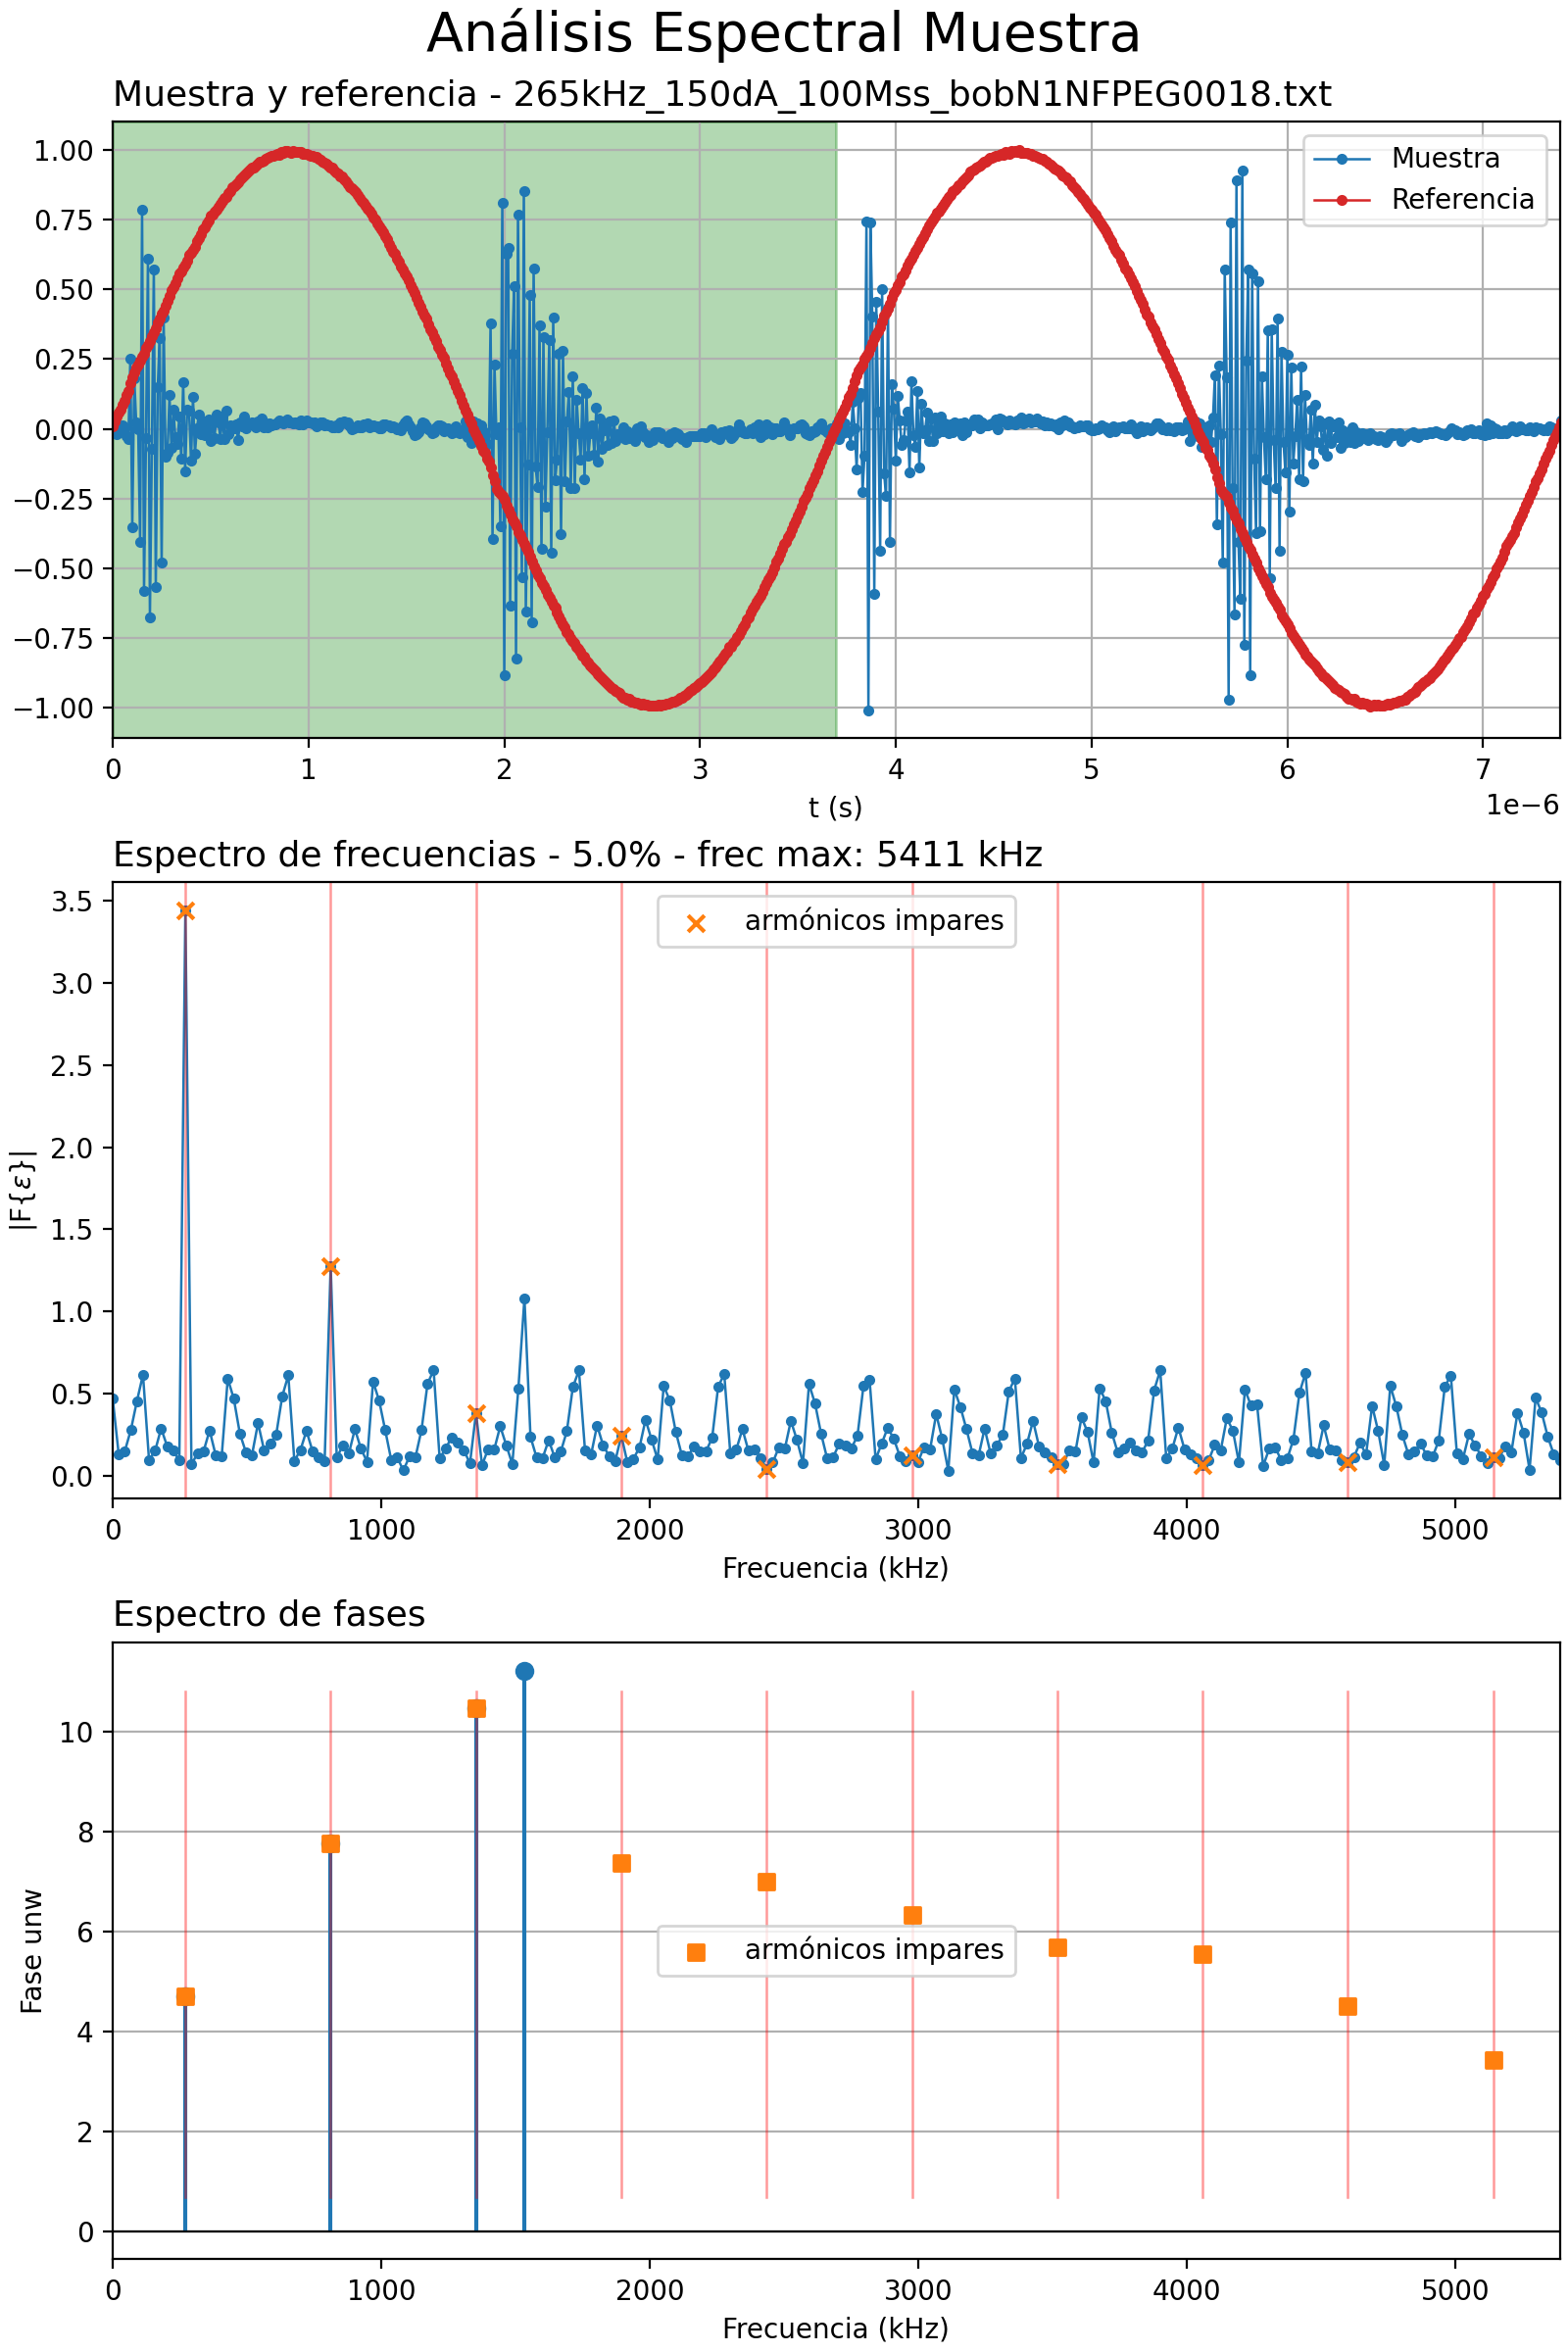 Análisis Espectral Muestra
Muestra y referencia - 265kHz_150dA_100Mss_bobN1NFPEG0018.txt
1.00
0.75
0.50
0.25
0.00
−0.25
−0.50
−0.75
−1.00
Muestra
Referencia
0 1 2 3 4 5 6 7
1e−6
t (s)
Espectro de frecuencias - 5.0% - frec max: 5411 kHz
3.5
3.0
2.5
2.0
1.5
1.0
0.5
0.0
|F{ε}|
armónicos impares
0 1000 2000 3000 4000 5000
Frecuencia (kHz)
Espectro de fases
10
8
6
4
2
0
Fase unw
armónicos impares
0 1000 2000 3000 4000 5000
Frecuencia (kHz)